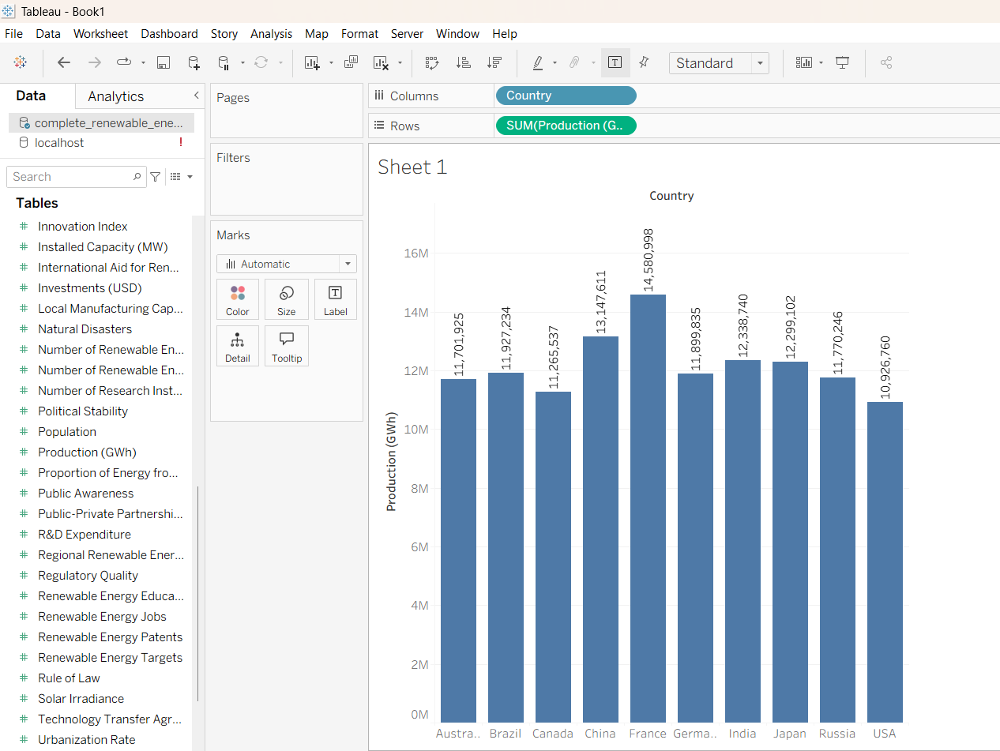 Tableau - Book1
File Data Worksheet Dashboard Story Analysis Map Format Server Window Help
Standard
Data Analytics
complete_renewable_ene...
localhost !
Search
Tables
Innovation Index
Installed Capacity (MW)
International Aid for Ren...
Investments (USD)
Local Manufacturing Cap...
Natural Disasters
Number of Renewable En...
Number of Renewable En...
Number of Research Inst...
Political Stability
Population
Production (GWh)
Proportion of Energy fro...
Public Awareness
Public-Private Partnershi...
R&D Expenditure
Regional Renewable Ener...
Regulatory Quality
Renewable Energy Educa...
Renewable Energy Jobs
Renewable Energy Patents
Renewable Energy Targets
Rule of Law
Solar Irradiance
Technology Transfer Agr...
Urbanization Rate
Pages
Filters
Marks
Automatic
Color Size Label
Detail Tooltip
Columns Country
Rows SUM(Production (G..
Sheet 1
Country
Production (GWh)
16M
14M
12M
10M
8M
6M
4M
2M
0M
11,701,925
11,927,234
11,265,537
13,147,611
14,580,998
11,899,835
12,338,740
12,299,102
11,770,246
10,926,760
Austra.. Brazil Canada China France Germa.. India Japan Russia USA